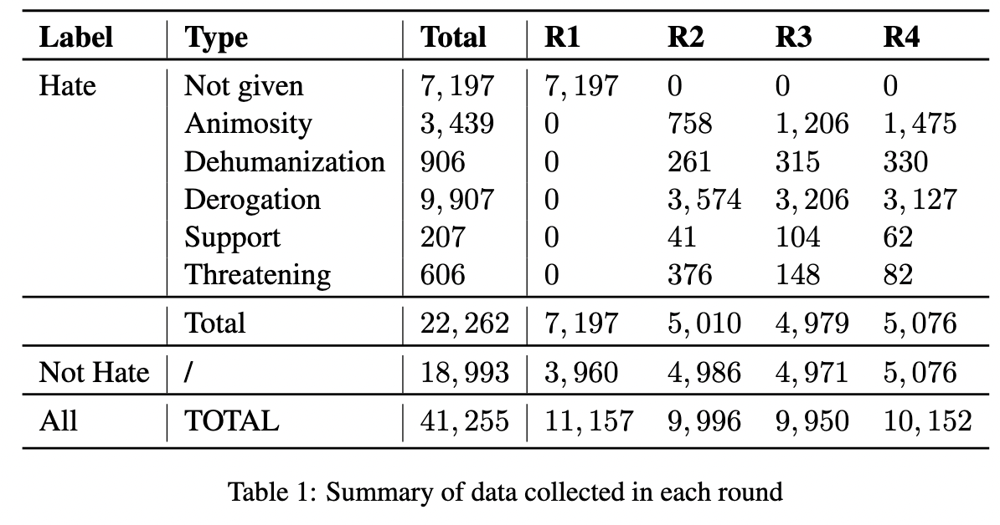 Label Type Total R1 R2 R3 R4
Hate Not given 7,197 7,197 0 0 0
Animosity 3,439 0 758 1,206 1,475
Dehumanization 906 0 261 315 330
Derogation 9,907 0 3,574 3,206 3,127
Support 207 0 41 104 62
Threatening 606 0 376 148 82
Total 22,262 7,197 5,010 4,979 5,076
Not Hate / 18,993 3,960 4,986 4,971 5,076
All TOTAL 41,255 11,157 9,996 9,950 10,152
Table 1: Summary of data collected in each round